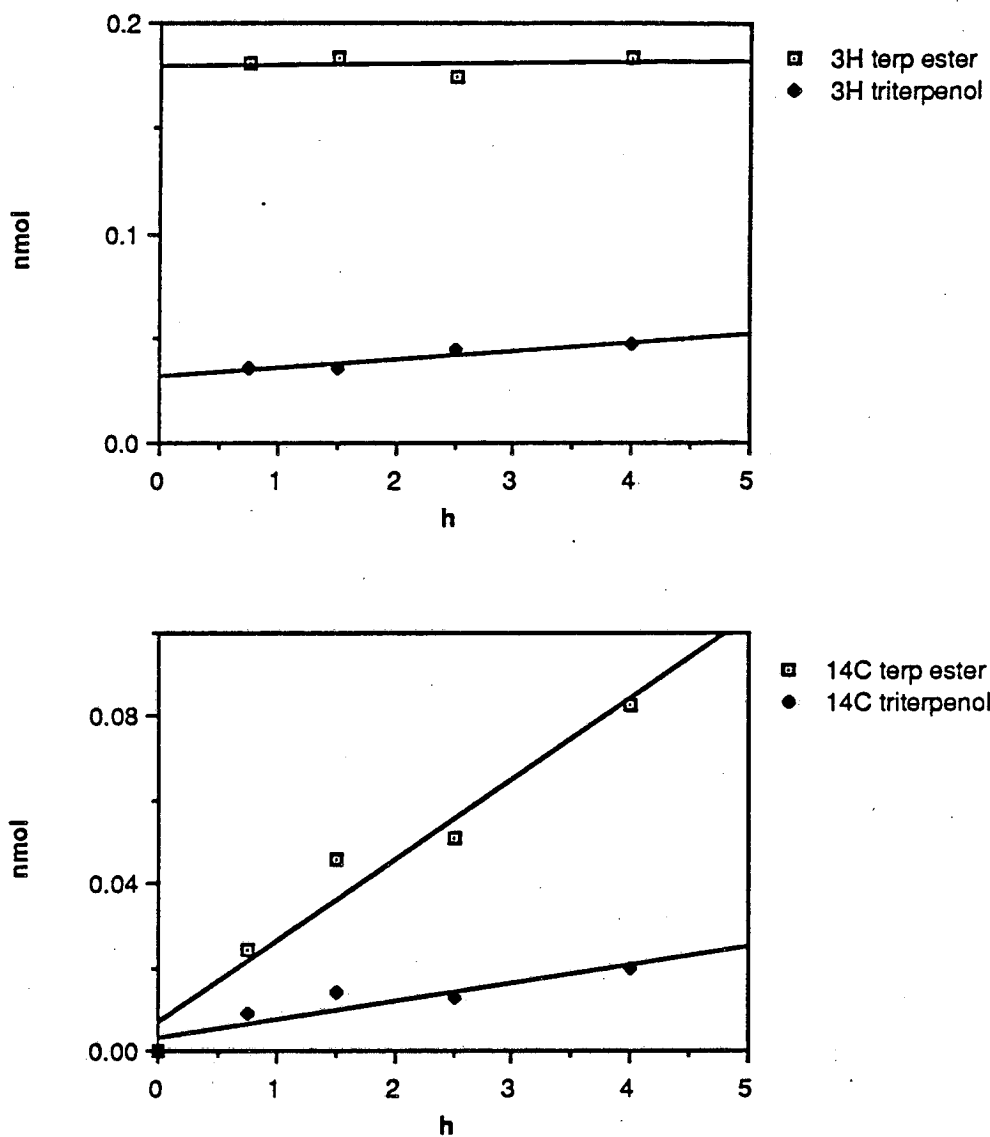 0.2
3H terp ester
3H triterpenol
0.1
nmol
0.0
0 1 2 3 4 5
h
14C terp ester
14C triterpenol
0.08
nmol
0.04
0.00
0 1 2 3 4 5
h